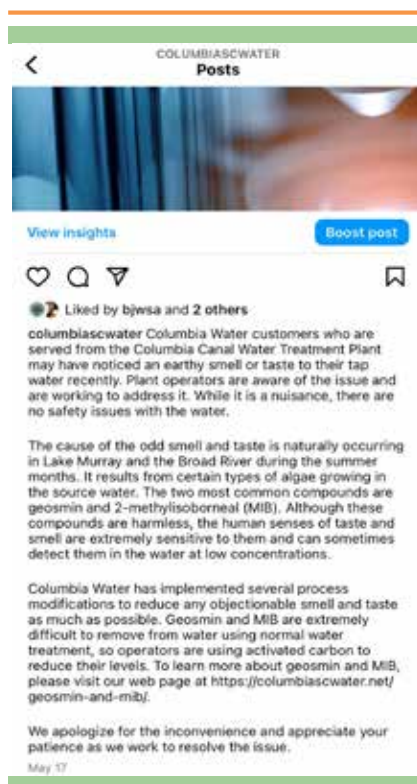 COLUMBIASCWATER
Posts
View insights
Boost post
Liked by bjwsa and 2 others
columbiascwater Columbia Water customers who are
served from the Columbia Canal Water Treatment Plant
may have noticed an earthy smell or taste to their tap
water recently. Plant operators are aware of the issue and
are working to address it. While it is a nuisance, there are
no safety issues with the water.
The cause of the odd smell and taste is naturally occurring
in Lake Murray and the Broad River during the summer
months. It results from certain types of algae growing in
the source water. The two most common compounds are
geosmin and 2-methylisoborneal (MIB). Although these
compounds are harmless, the human senses of taste and
smell are extremely sensitive to them and can sometimes
detect them in the water at low concentrations.
Columbia Water has implemented several process
modifications to reduce any objectionable smell and taste
as much as possible. Geosmin and MIB are extremely
difficult to remove from water using normal water
treatment, so operators are using activated carbon to
reduce their levels. To learn more about geosmin and MIB,
please visit our web page at https://columbiascwater.net/
geosmin-and-mib/.
We apologize for the inconvenience and appreciate your
patience as we work to resolve the issue.
May 17